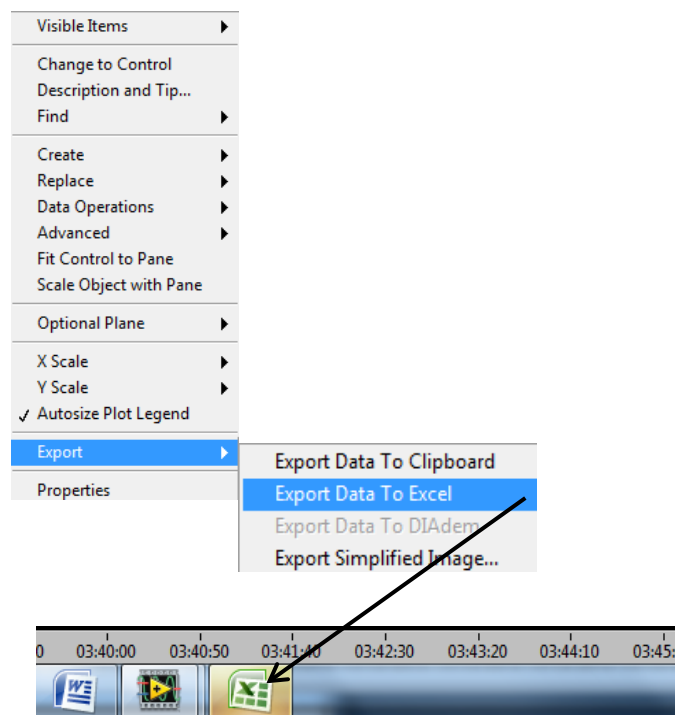 Visible Items
Change to Control
Description and Tip...
Find
Create
Replace
Data Operations
Advanced
Fit Control to Pane
Scale Object with Pane
Optional Plane
X Scale
Y Scale
Autosize Plot Legend
Export
Properties
Export Data To Clipboard
Export Data To Excel
Export Data To DIAdem
Export Simplified Image...
0 03:40:00 03:40:50 03:41:40 03:42:30 03:43:20 03:44:10 03:45: